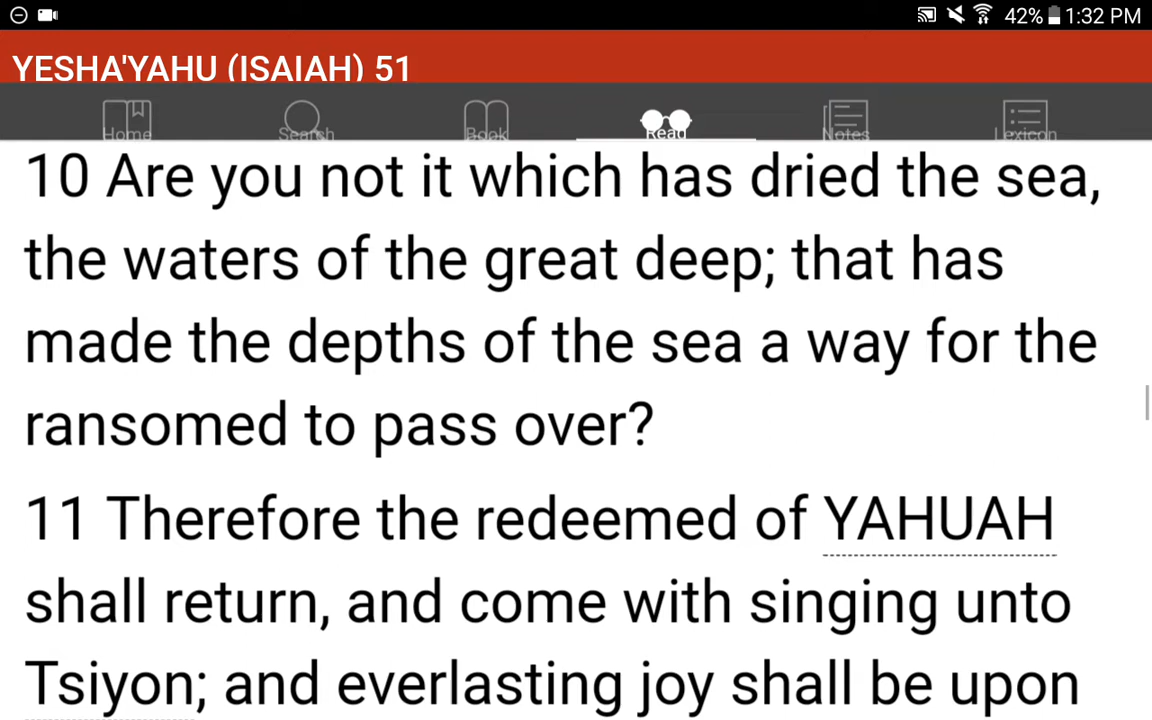 42% 1:32 PM
YESHA'YAHU (ISAIAH) 51
Home Search Book Read Notes Lexicon
10 Are you not it which has dried the sea,
the waters of the great deep; that has
made the depths of the sea a way for the
ransomed to pass over?
11 Therefore the redeemed of YAHUAH
shall return, and come with singing unto
Tsiyon; and everlasting joy shall be upon